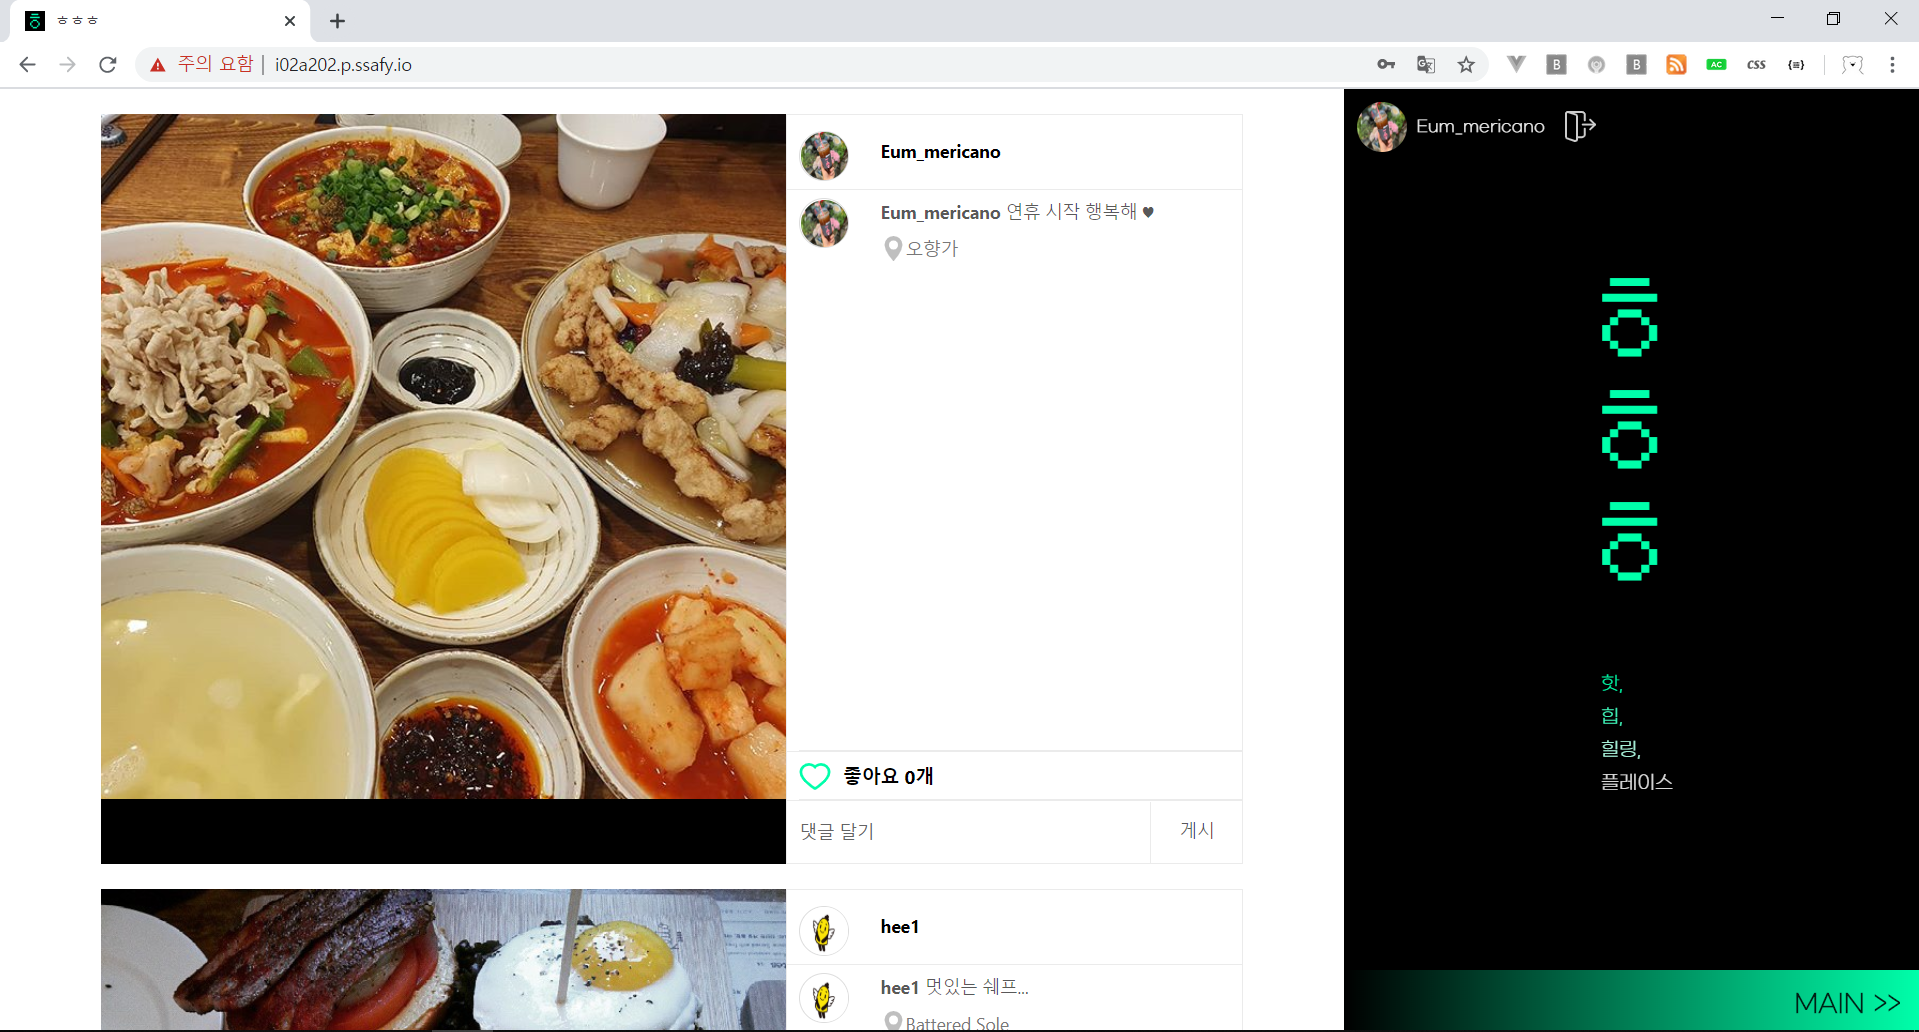 ㅎㅎㅎ
주의 요함 | i02a202.p.ssafy.io
B
B
AC
CSS
{≡}
Eum_mericano
Eum_mericano 연휴 시작 행복해 ♥
오향가
좋아요 0개
댓글 달기
게시
hee1
hee1 멋있는 쉐프...
Battered Sole
Eum_mericano
ㅎ
ㅎ
ㅎ
핫,
힙,
힐링,
플레이스
MAIN >>